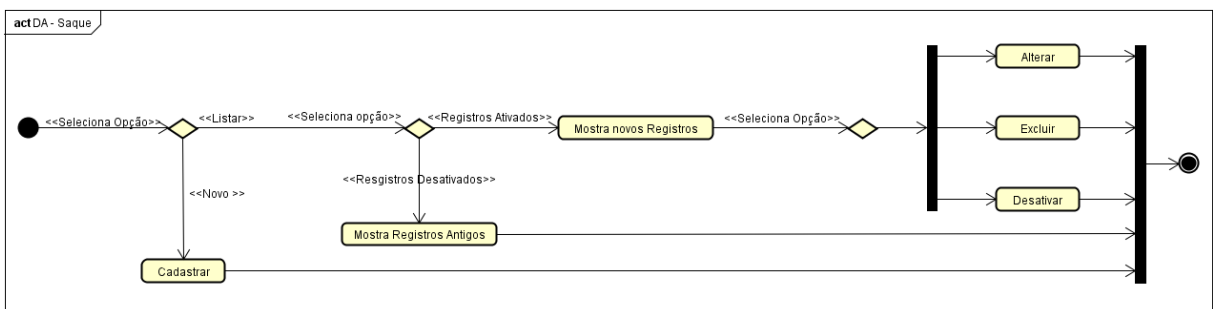 act DA - Saque
<<Seleciona Opção>>
<<Listar>>
<<Seleciona opção>>
<<Registros Ativados>>
Mostra novos Registros
<<Seleciona Opção>>
Alterar
Excluir
Desativar
<<Novo >>
<<Resgistros Desativados>>
Mostra Registros Antigos
Cadastrar